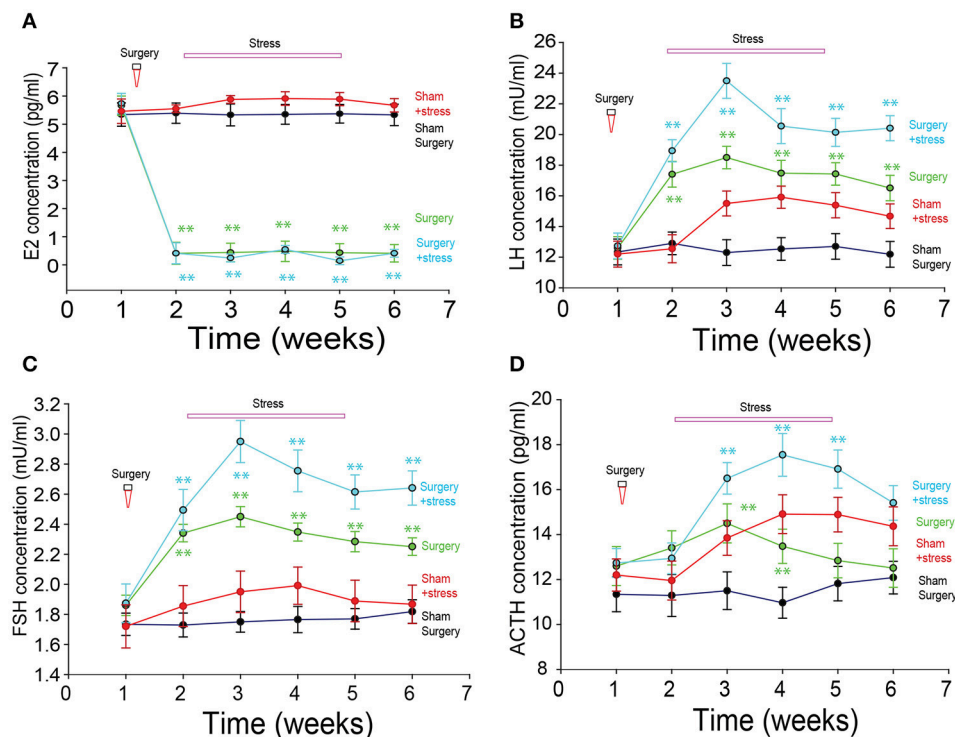 A
Surgery
Stress
E2 concentration (pg/ml)
7
6
5
4
3
2
1
0
Sham
+stress
Sham
Surgery
** ** ** ** **
Surgery
Surgery
+stress
** ** ** ** **
0 1 2 3 4 5 6 7
Time (weeks)
B
Stress
Surgery
LH concentration (mU/ml)
26
24
22
20
18
16
14
12
10
** ** ** ** **
Surgery
+stress
** ** ** ** **
Surgery
Sham
+stress
Sham
Surgery
0 1 2 3 4 5 6 7
Time (weeks)
C
Stress
Surgery
FSH concentration (mU/ml)
3.2
3.0
2.8
2.6
2.4
2.2
2.0
1.8
1.6
1.4
** ** ** ** **
Surgery
+stress
** ** ** ** **
Surgery
Sham
+stress
Sham
Surgery
0 1 2 3 4 5 6 7
Time (weeks)
D
Stress
Surgery
ACTH concentration (pg/ml)
20
18
16
14
12
10
8
** ** **
Surgery
+stress
** **
Surgery
Sham
+stress
Sham
Surgery
0 1 2 3 4 5 6 7
Time (weeks)